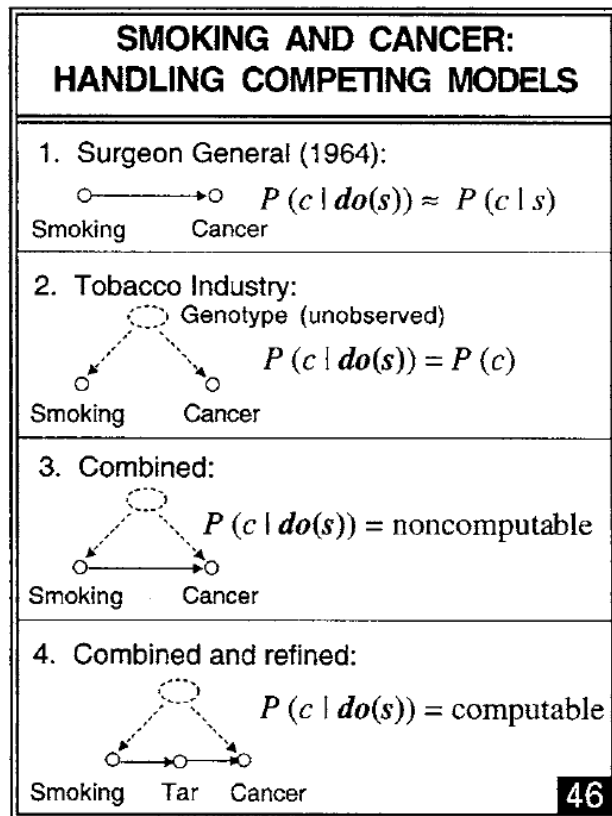 SMOKING AND CANCER:
HANDLING COMPETING MODELS
1. Surgeon General (1964):
P (c | do(s)) ≈ P (c | s)
Smoking Cancer
2. Tobacco Industry:
Genotype (unobserved)
P (c | do(s)) = P (c)
Smoking Cancer
3. Combined:
P (c | do(s)) = noncomputable
Smoking Cancer
4. Combined and refined:
P (c | do(s)) = computable
Smoking Tar Cancer
46